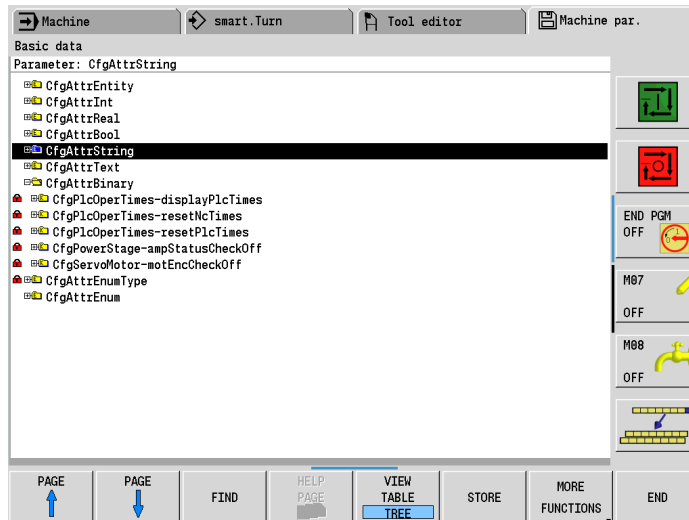 Machine
smart.Turn
Tool editor
Machine par.
Basic data
Parameter: CfgAttrString
CfgAttrEntity
CfgAttrInt
CfgAttrReal
CfgAttrBool
CfgAttrString
CfgAttrText
CfgAttrBinary
CfgPlcOperTimes-displayPlcTimes
CfgPlcOperTimes-resetNcTimes
CfgPlcOperTimes-resetPlcTimes
CfgPowerStage-ampStatusCheckOff
CfgServoMotor-motEncCheckOff
CfgAttrEnumType
CfgAttrEnum
END PGM
OFF
M07
OFF
M08
OFF
PAGE
PAGE
FIND
HELP
PAGE
VIEW
TABLE
TREE
STORE
MORE
FUNCTIONS
END